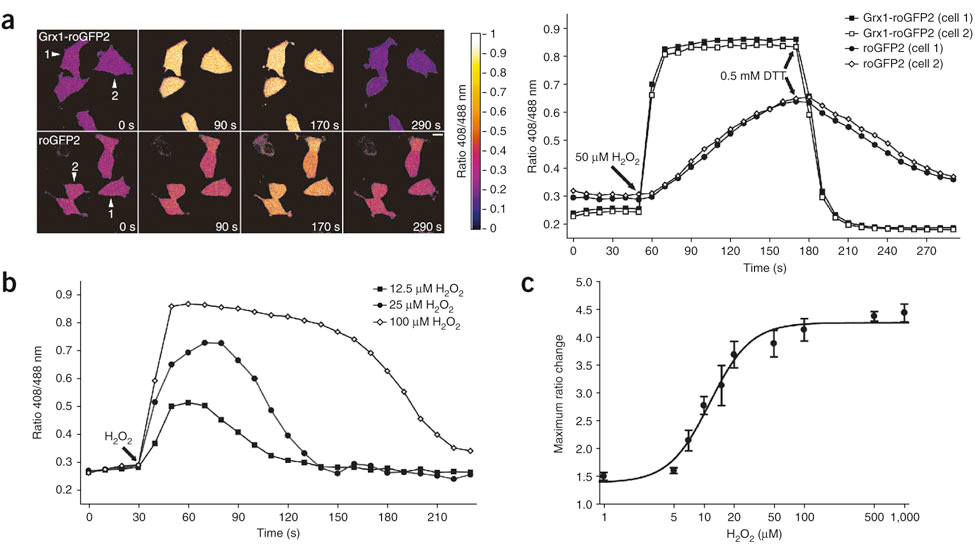 a
Grx1-roGFP2
1
2
0 s
90 s
170 s
290 s
roGFP2
2
1
0 s
90 s
170 s
290 s
1
0.9
0.8
0.7
0.6
0.5
0.4
0.3
0.2
0.1
0
Ratio 408/488 nm
Grx1-roGFP2 (cell 1)
Grx1-roGFP2 (cell 2)
roGFP2 (cell 1)
roGFP2 (cell 2)
0.5 mM DTT
50 μM H₂O₂
Ratio 408/488 nm
0.9
0.8
0.7
0.6
0.5
0.4
0.3
0.2
0 30 60 90 120 150 180 210 240 270
Time (s)
b
12.5 μM H₂O₂
25 μM H₂O₂
100 μM H₂O₂
H₂O₂
Ratio 408/488 nm
0.9
0.8
0.7
0.6
0.5
0.4
0.3
0.2
0 30 60 90 120 150 180 210
Time (s)
c
Maximum ratio change
5.0
4.5
4.0
3.5
3.0
2.5
2.0
1.5
1.0
1 5 10 20 50 100 500 1,000
H₂O₂ (μM)